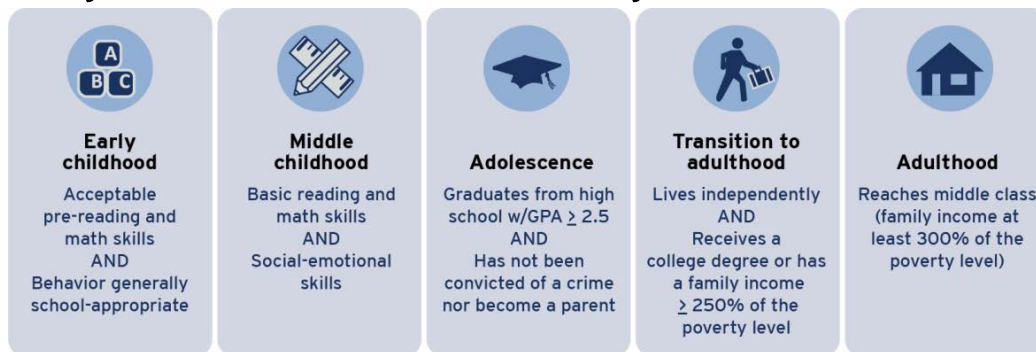 A
B C
Early
childhood
Acceptable
pre-reading and
math skills
AND
Behavior generally
school-appropriate
Middle
childhood
Basic reading and
math skills
AND
Social-emotional
skills
Adolescence
Graduates from high
school w/GPA ≥ 2.5
AND
Has not been
convicted of a crime
nor become a parent
Transition to
adulthood
Lives independently
AND
Receives a
college degree or has
a family income
≥ 250% of the
poverty level
Adulthood
Reaches middle class
(family income at
least 300% of the
poverty level)